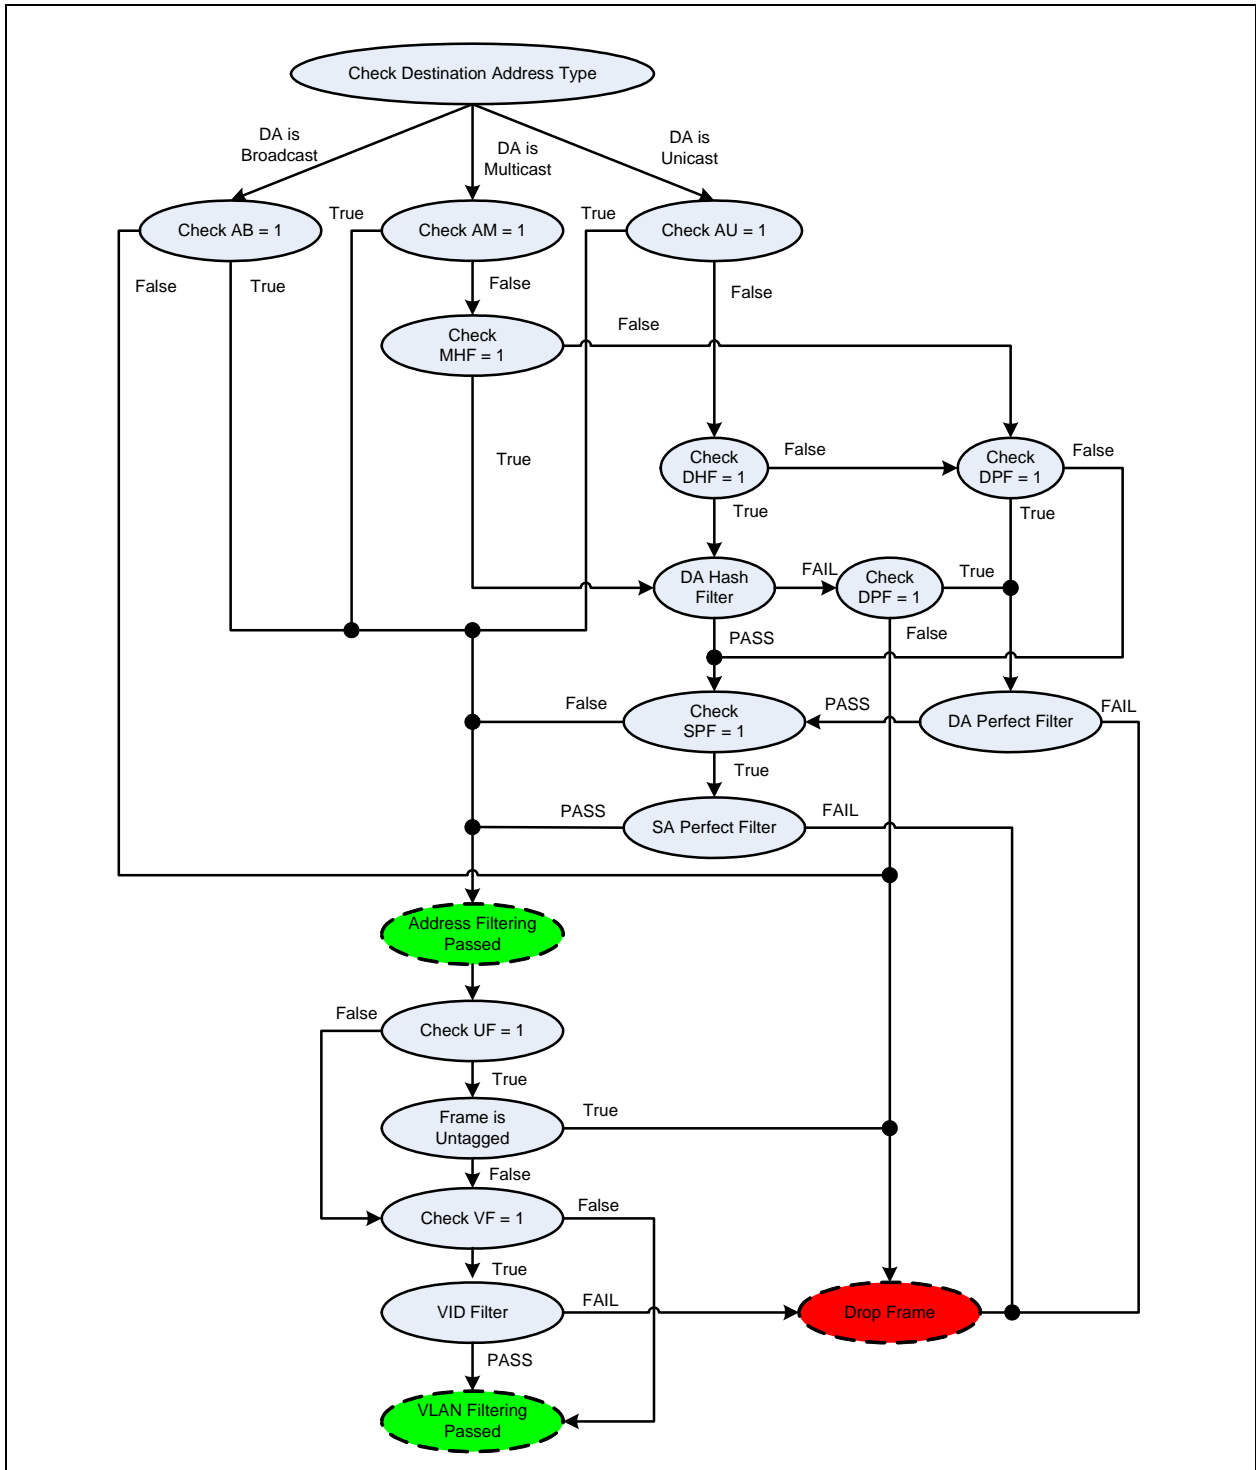 Check Destination Address Type
DA is
Broadcast
DA is
Multicast
DA is
Unicast
Check AB = 1
True
Check AM = 1
True
Check AU = 1
False
True
False
False
Check
MHF = 1
False
True
Check
DHF = 1
False
Check
DPF = 1
False
True
True
DA Hash
Filter
FAIL
Check
DPF = 1
True
PASS
False
False
Check
SPF = 1
PASS
DA Perfect Filter
FAIL
True
PASS
SA Perfect Filter
FAIL
Address Filtering
Passed
False
Check UF = 1
True
Frame is
Untagged
True
False
Check VF = 1
False
True
VID Filter
FAIL
Drop Frame
PASS
VLAN Filtering
Passed